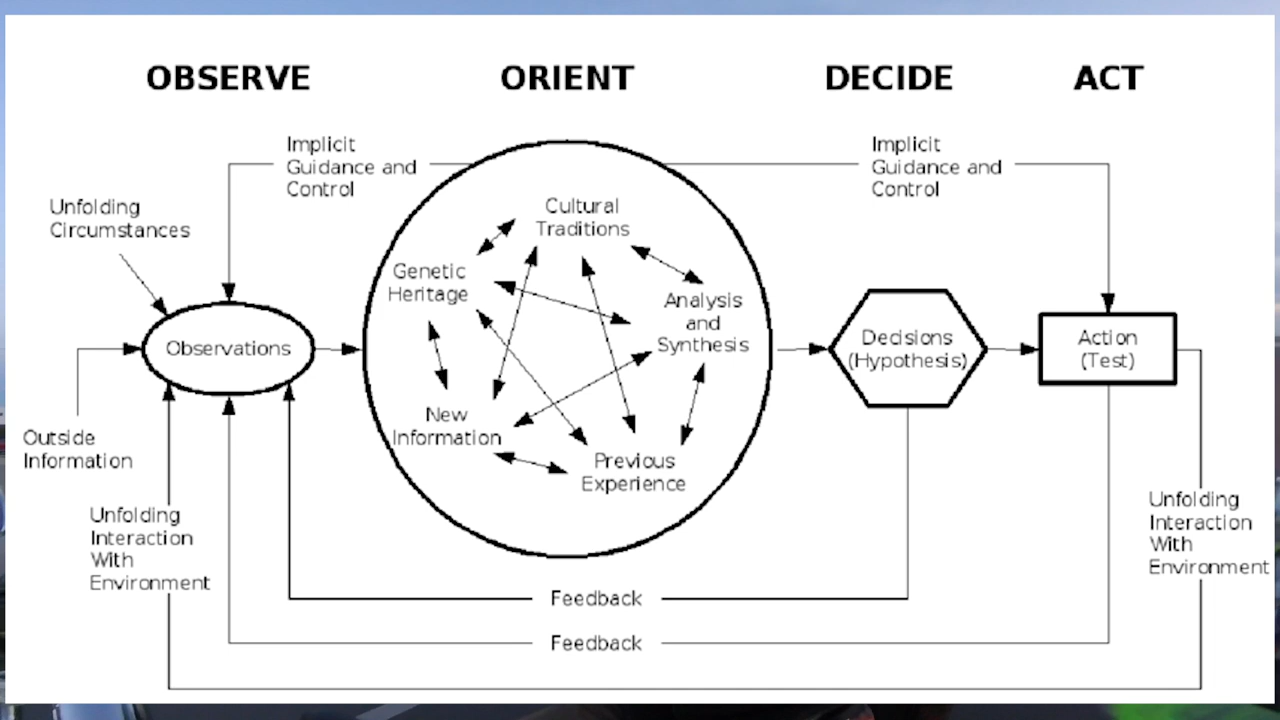 OBSERVE
ORIENT
DECIDE
ACT
Implicit
Guidance and
Control
Implicit
Guidance and
Control
Unfolding
Circumstances
Cultural
Traditions
Genetic
Heritage
Analysis
and
Synthesis
Observations
Decisions
(Hypothesis)
Action
(Test)
New
Information
Previous
Experience
Outside
Information
Unfolding
Interaction
With
Environment
Unfolding
Interaction
With
Environment
Feedback
Feedback